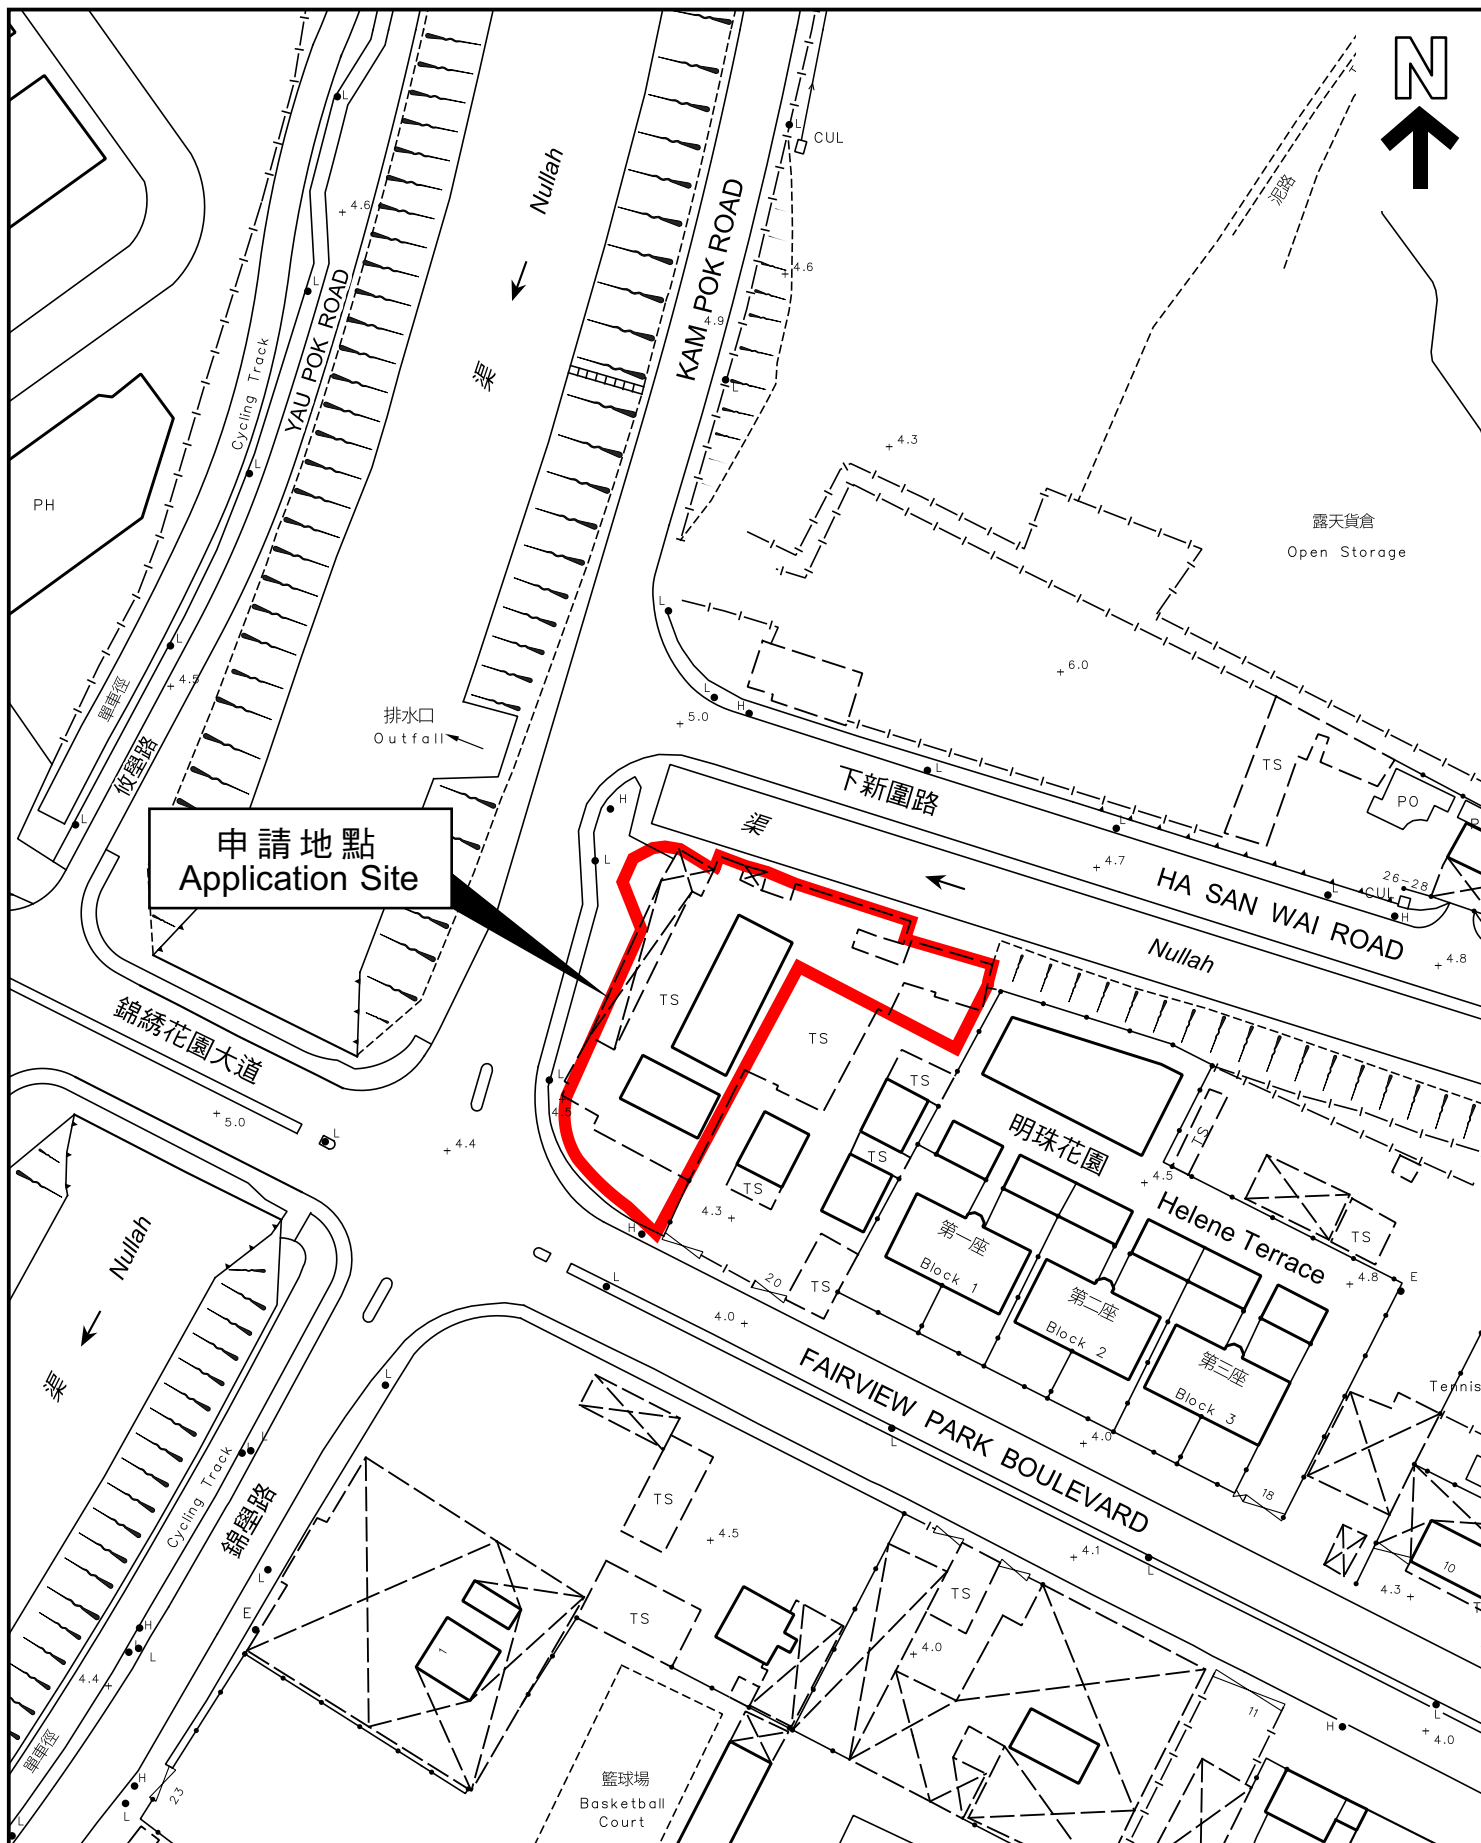 N
L
L
CUL
Nullah
泥路
+ 4.6
KAM POK ROAD
+ 4.6
L
YAU POK ROAD
4.9
Cycling Track
渠
L
L
+ 4.3
PH
露天貨倉
Open Storage
L
L
+ 6.0
+ 4.5
單車徑
L
H
排水口
Outfall
+ 5.0
攸壆路
TS
下新圍路
L
PO
H
渠
L
L
申請地點
Application Site
L
+ 4.7
26-28
HA SAN WAI ROAD
L
CUL
H
Nullah
+ 4.8
TS
錦綉花園大道
TS
TS
L
4.5
+ 5.0
L
+ 4.4
明珠花園
TS
TS
+ 4.5
Helene Terrace
TS
4.3 +
H
第一座
Block 1
TS
Nullah
20
TS
+ 4.8
E
L
第二座
Block 2
4.0 +
第三座
Block 3
渠
FAIRVIEW PARK BOULEVARD
L
Tennis
L
+ 4.0
L
Cycling Track
TS
18
錦壆路
+ 4.5
+ 4.1
L
10
L
4.3 +
E
TS
TS
H
L
1
+ 4.0
4.4 +
11
L
H
+ 4.0
單車徑
籃球場
Basketball
Court
H
23
L
L